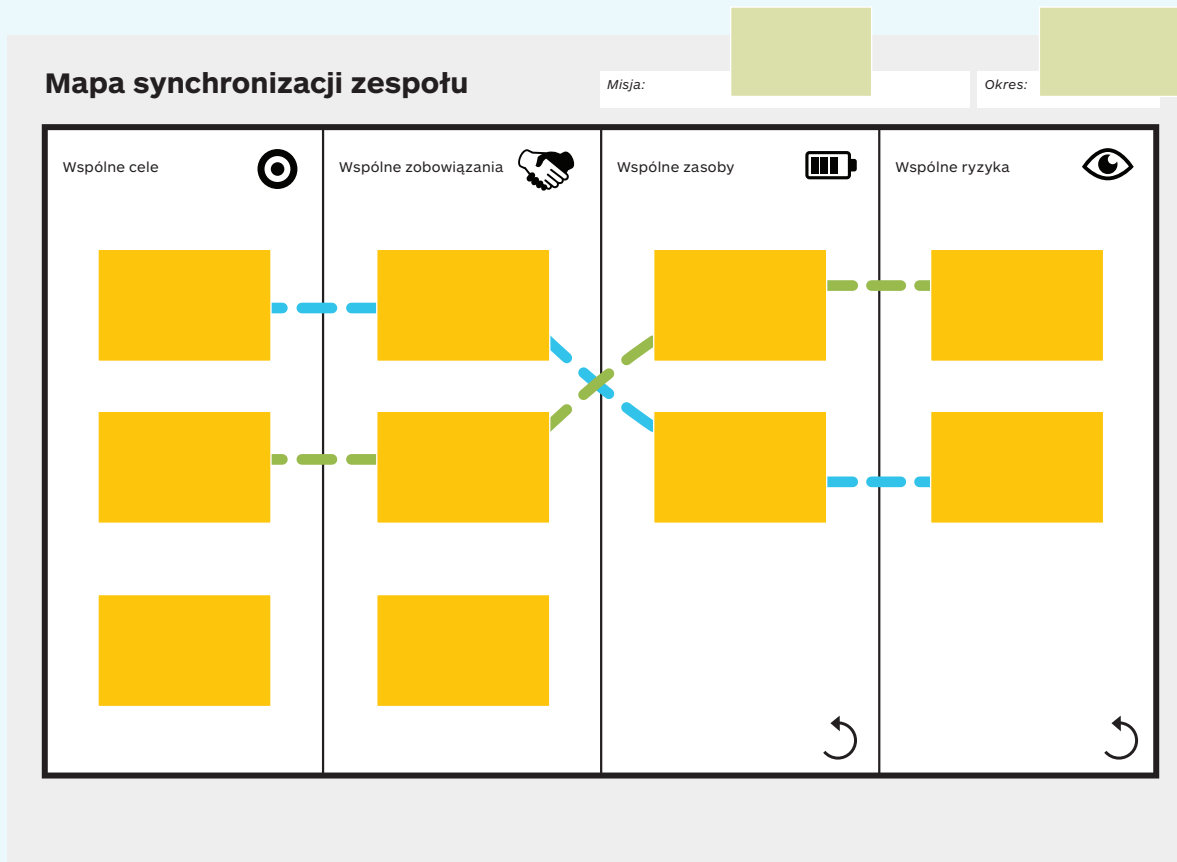 Mapa synchronizacji zespołu
Misja:
Okres:
Wspólne cele
Wspólne zobowiązania
Wspólne zasoby
Wspólne ryzyka